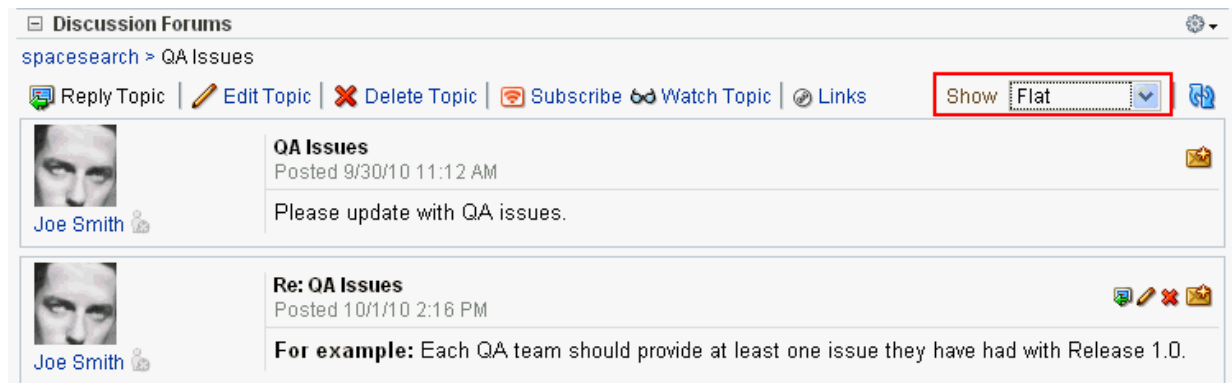 Discussion Forums
spacesearch > QA Issues
Reply Topic | Edit Topic | Delete Topic | Subscribe Watch Topic | Links Show Flat
QA Issues
Posted 9/30/10 11:12 AM
Please update with QA issues.
Joe Smith
Re: QA Issues
Posted 10/1/10 2:16 PM
For example: Each QA team should provide at least one issue they have had with Release 1.0.
Joe Smith